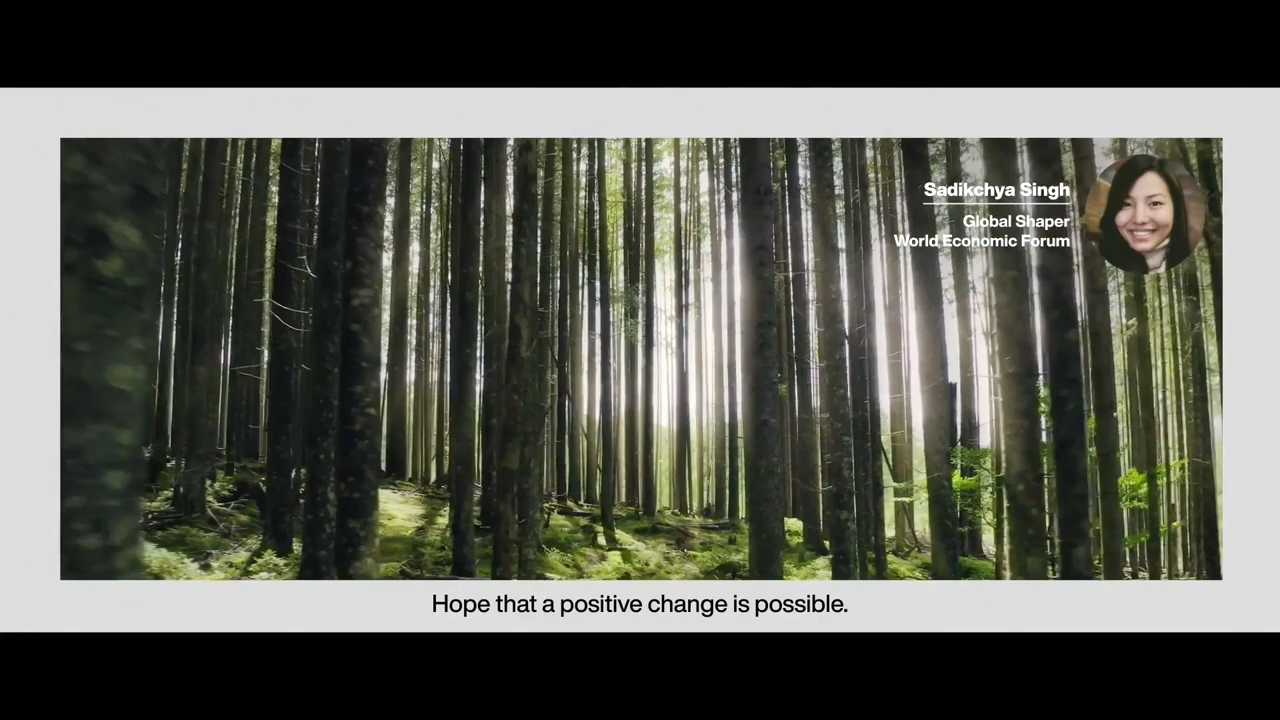 Sadikchya Singh
Global Shaper
World Economic Forum
Hope that a positive change is possible.